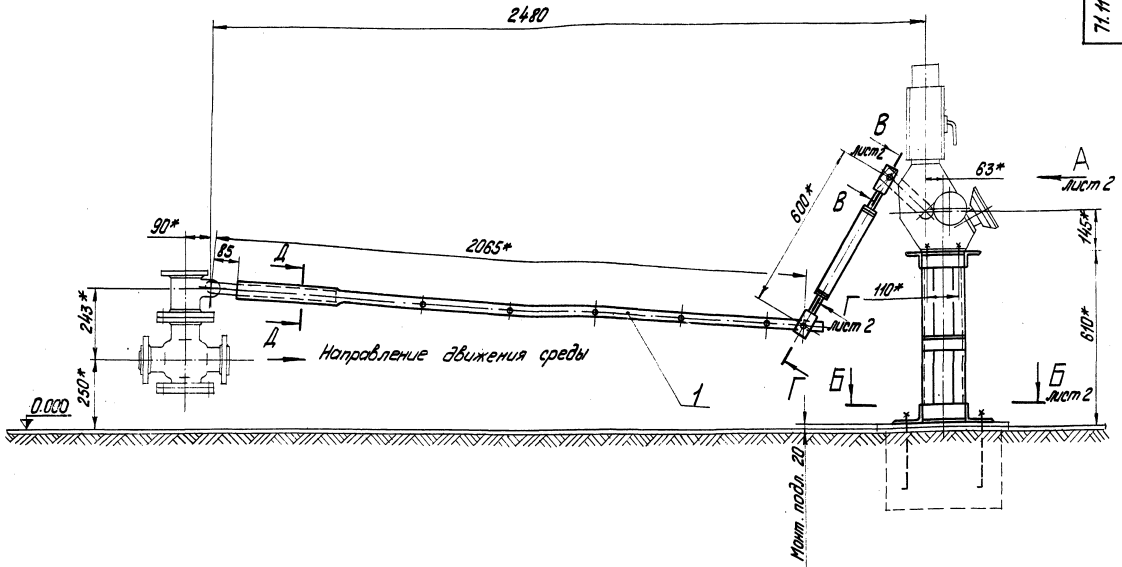 2480
71.11
В
лист 2
63*
А
лист 2
600*
В
90*
2065*
145*
85
Д
110*
Г
лист 2
243*
610*
Д
Направление движения среды
Г
Б
Б
лист 2
250*
1
0.000
Монт. подл. 20